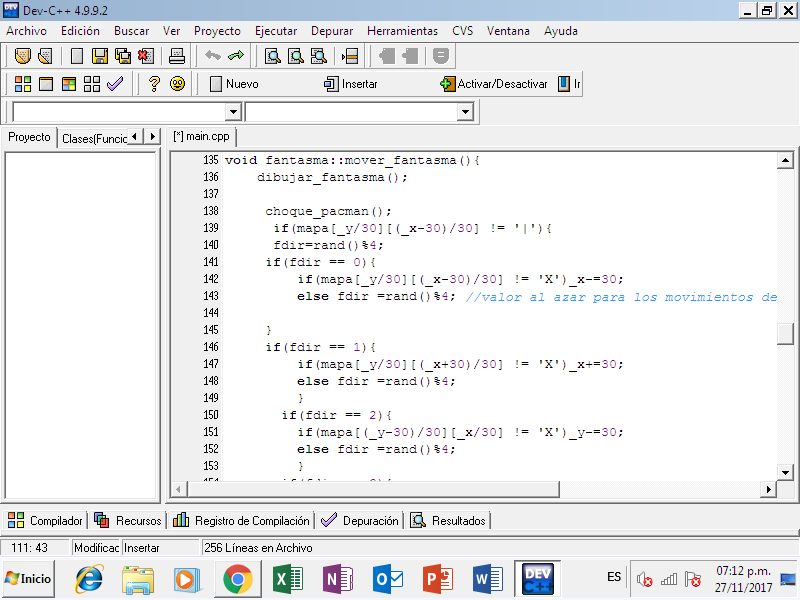 Dev-C++ 4.9.9.2
Archivo Edición Buscar Ver Proyecto Ejecutar Depurar Herramientas CVS Ventana Ayuda
Nuevo Insertar Activar/Desactivar Ir
Proyecto Clases(Funcio [*] main.cpp
135 void fantasma::mover_fantasma(){
136 dibujar_fantasma();
137
138 choque_pacman();
139 if(mapa[_y/30][(_x-30)/30] != '|'){
140 fdir=rand()%4;
141 if(fdir == 0){
142 if(mapa[_y/30][(_x-30)/30] != 'X')_x-=30;
143 else fdir =rand()%4; //valor al azar para los movimientos de
144
145 }
146 if(fdir == 1){
147 if(mapa[_y/30][(_x+30)/30] != 'X')_x+=30;
148 else fdir =rand()%4;
149 }
150 if(fdir == 2){
151 if(mapa[(_y-30)/30][_x/30] != 'X')_y-=30;
152 else fdir =rand()%4;
153 }
Compilador Recursos Registro de Compilación Depuración Resultados
111: 43 Modificac Insertar 256 Líneas en Archivo
Inicio DEV C++ ES 07:12 p.m.
27/11/2017